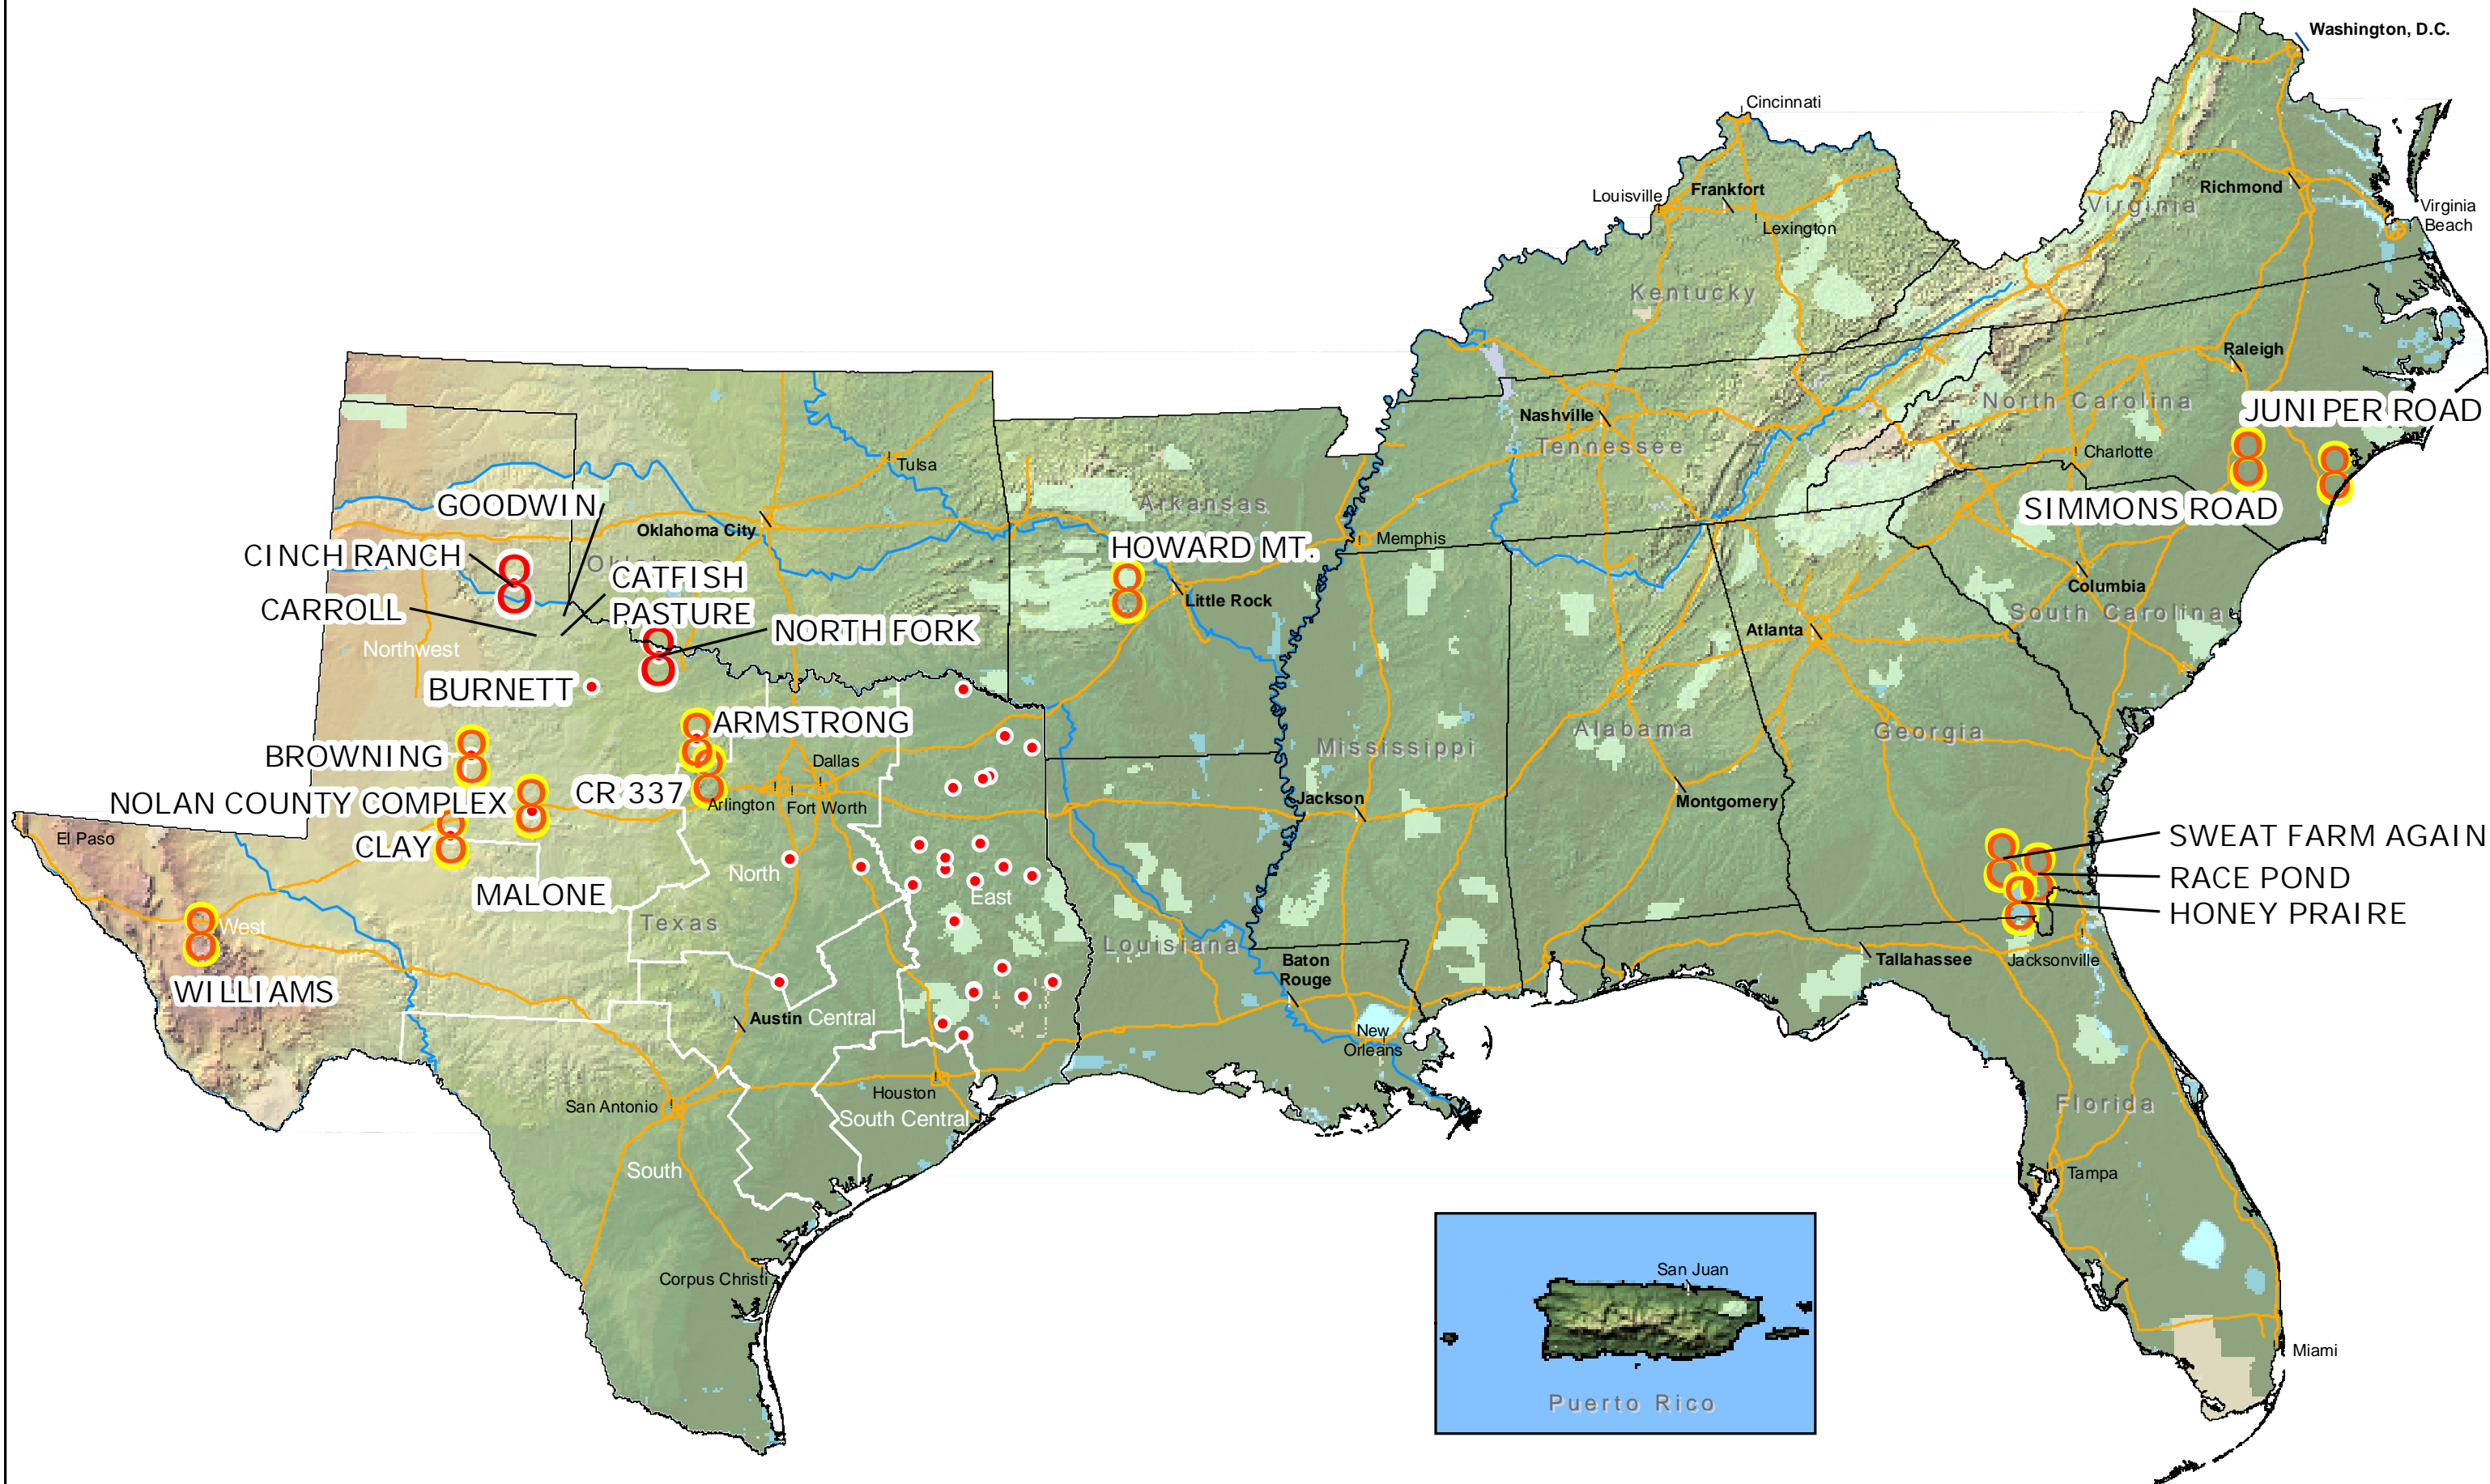 Washington, D.C.
Cincinnati
Louisville
Frankfort
Lexington
Richmond
Virginia
Virginia
Beach
Kentucky
Raleigh
Nashville
Tennessee
North Carolina
JUNIPER ROAD
Charlotte
SIMMONS ROAD
Tulsa
GOODWIN
Oklahoma City
Arkansas
HOWARD MT.
Memphis
CINCH RANCH
CATFISH
PASTURE
CARROLL
Little Rock
Columbia
South Carolina
Atlanta
NORTH FORK
Northwest
BURNETT
ARMSTRONG
BROWNING
Dallas
Mississippi
Alabama
Georgia
NOLAN COUNTY COMPLEX
CR 337
Arlington
Fort Worth
Jackson
Montgomery
El Paso
CLAY
SWEAT FARM AGAIN
RACE POND
HONEY PRAIRE
MALONE
North
East
West
Texas
Louisiana
WILLIAMS
Baton
Rouge
Tallahassee
Jacksonville
Austin
Central
New
Orleans
Houston
San Antonio
South Central
Florida
South
Tampa
Corpus Christi
San Juan
Miami
Puerto Rico